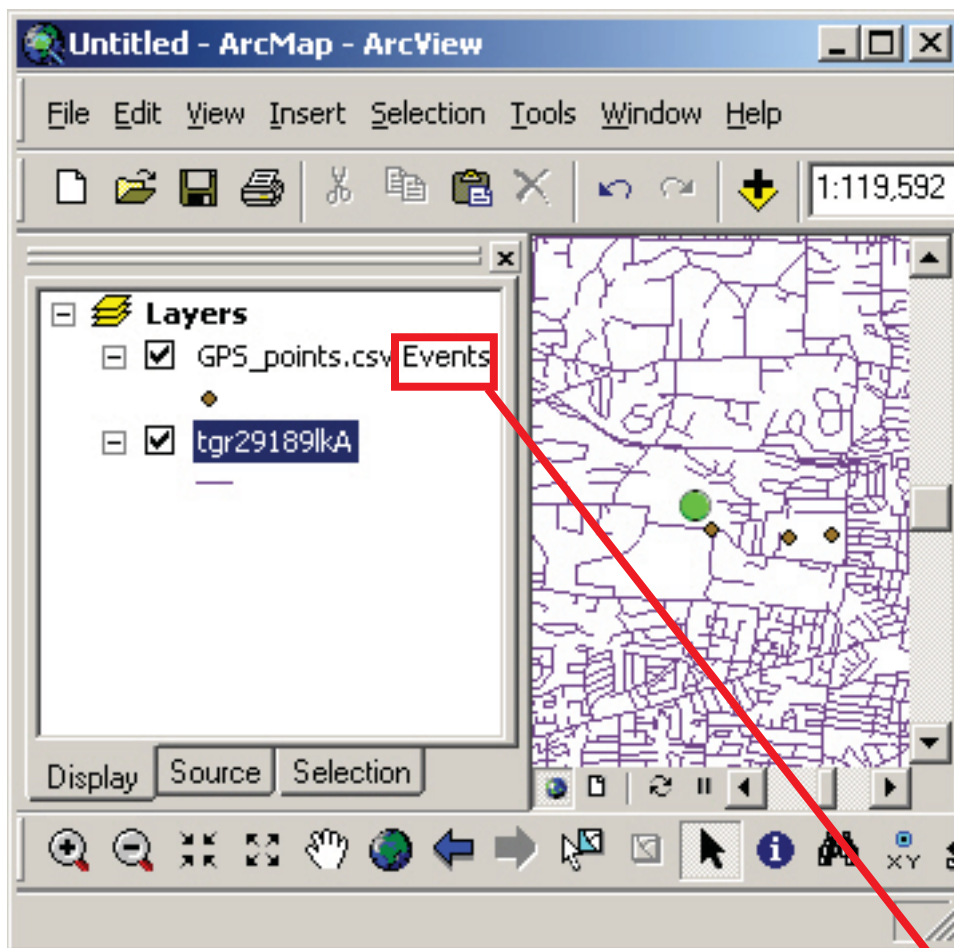 Untitled - ArcMap - ArcView
File Edit View Insert Selection Tools Window Help
1:119,592
Layers
GPS_points.csv Events
tgr29189lkA
Display Source Selection
XY